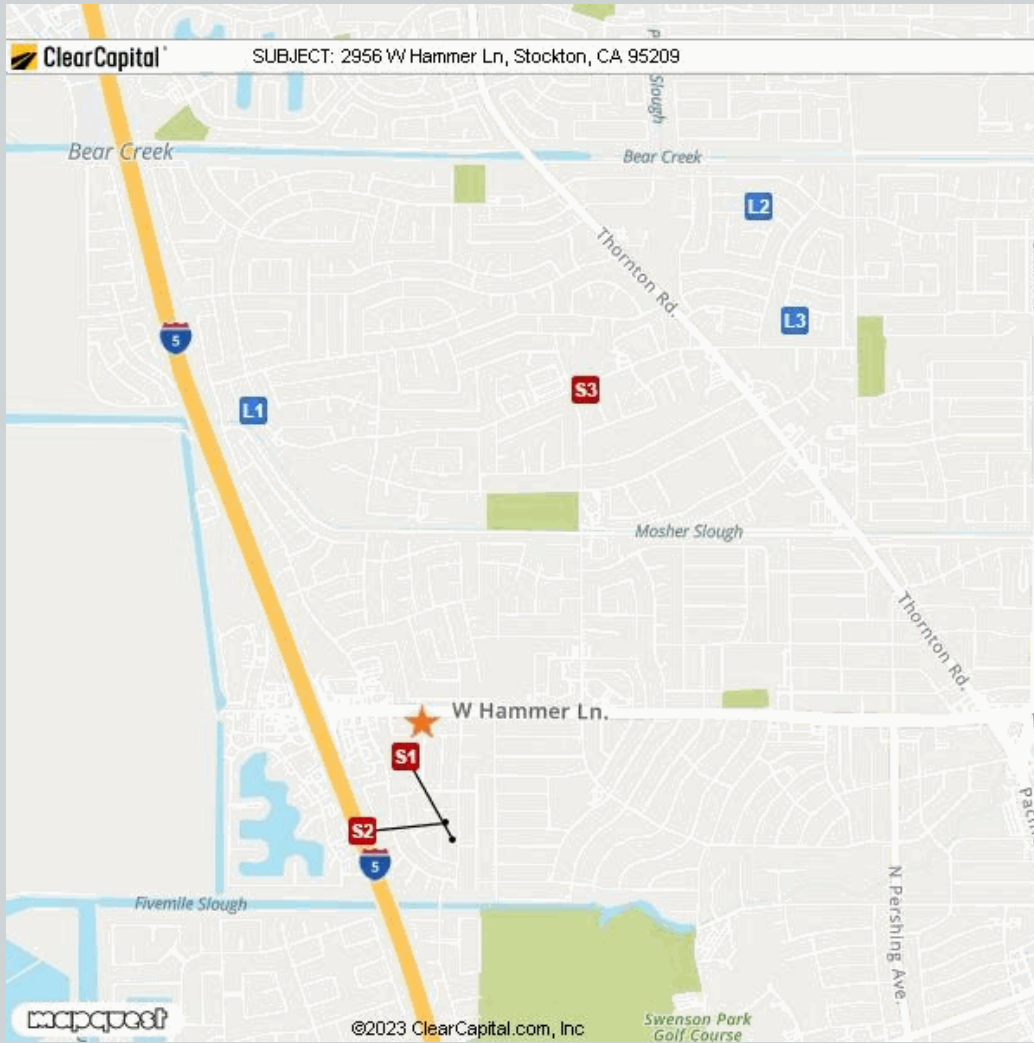 ClearCapital
SUBJECT: 2956 W Hammer Ln, Stockton, CA 95209
Slough
Bear Creek
Bear Creek
L2
Thornton Rd.
L3
5
S3
L1
Mosher Slough
Thornton Rd.
W Hammer Ln.
S1
S2
5
N Pershing Ave.
Fivemile Slough
mapquest
©2023 ClearCapital.com, Inc
Swenson Park
Golf Course